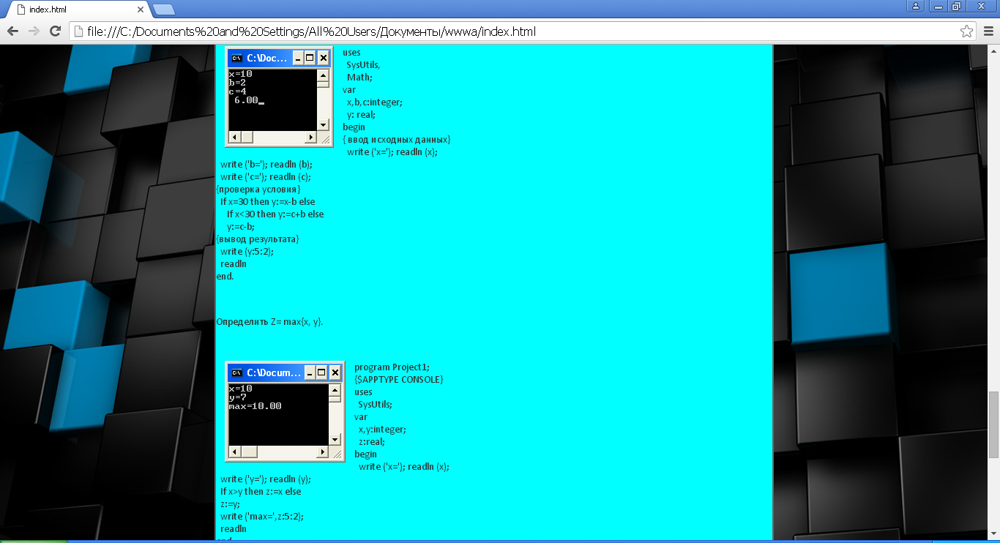 index.html
file:///C:/Documents%20and%20Settings/All%20Users/Документы/wwwa/index.html
C:\Doc...
x=10
b=2
c=4
6.00
uses
SysUtils,
Math;
var
x,b,c:integer;
y: real;
begin
{ ввод исходных данных}
write ('x='); readln (x);
write ('b='); readln (b);
write ('c='); readln (c);
{проверка условия}
If x=30 then y:=x-b else
If x<30 then y:=c+b else
y:=c-b;
{вывод результата}
write (y:5:2);
readln
end.
Определить Z= max{x, y}.
C:\Docum...
x=10
y=7
max=10.00
program Project1;
{$APPTYPE CONSOLE}
uses
SysUtils;
var
x,y:integer;
z:real;
begin
write ('x='); readln (x);
write ('y='); readln (y);
If x>y then z:=x else
z:=y;
write ('max=',z:5:2);
readln